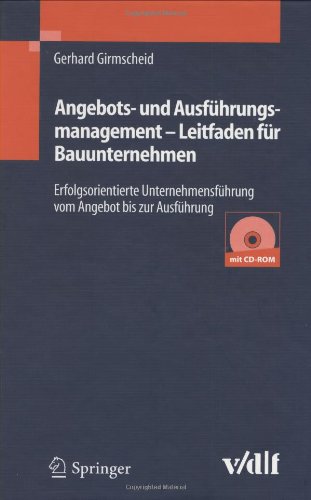 Gerhard Girmscheid
Angebots- und Ausführungs-
management – Leitfaden für
Bauunternehmen
Erfolgsorientierte Unternehmensführung
vom Angebot bis zur Ausführung
mit CD-ROM
Springer
v/dlf